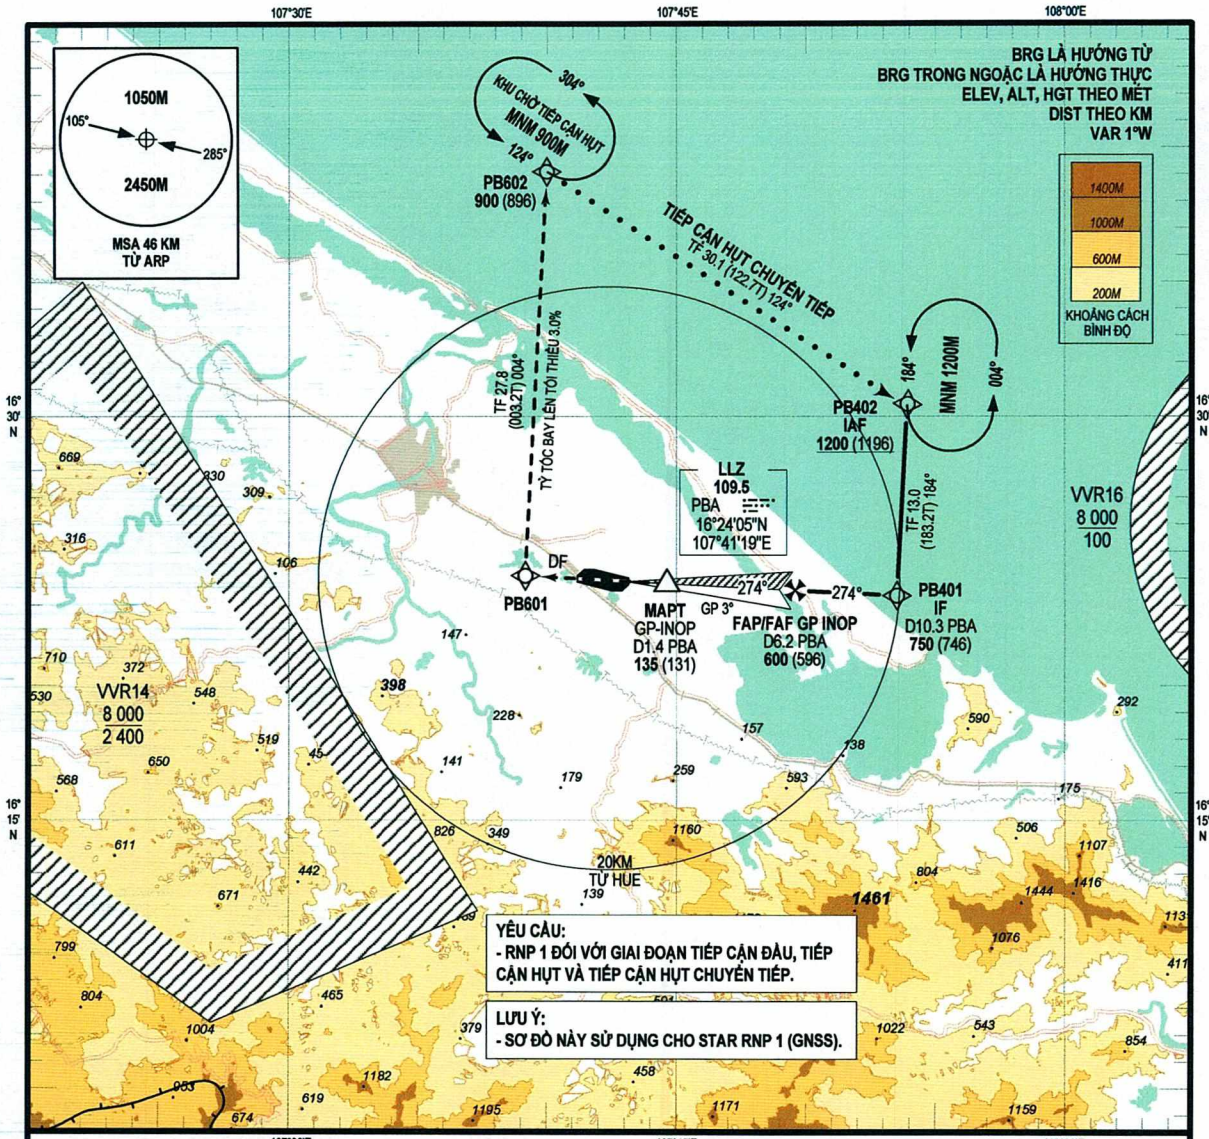 107°30'E
107°45'E
108°00'E
1050M
105°
285°
2450M
MSA 46 KM
TỪ ARP
304°
KHU CHỜ TIẾP CẬN HỤT
MNM 900M
124°
PB602
900 (896)
BRG LÀ HƯỚNG TỪ
BRG TRONG NGOẶC LÀ HƯỚNG THỰC
ELEV, ALT, HGT THEO MÉT
DIST THEO KM
VAR 1°W
1400M
1000M
600M
200M
KHOẢNG CÁCH
BÌNH ĐỘ
TIẾP CẬN HỤT CHUYỂN TIẾP
TF 30.1 (122.7T) 124°
TF 27.8
(003.2T) 004°
TỶ TỐC BAY LÊN TỐI THIỂU 3.0%
184°
MNM 1200M
004°
PB402
IAF
1200 (1196)
TF 13.0
(183.2T) 184°
16°
30'
N
16°
30'
N
LLZ
109.5
PBA
16°24'05"N
107°41'19"E
VVR16
8 000
100
669
330
309
316
106
DF
PB601
MAPT
GP-INOP
D1.4 PBA
135 (131)
GP 3°
274°
FAP/FAF GP INOP
D6.2 PBA
600 (596)
274°
PB401
IF
D10.3 PBA
750 (746)
147
710
372
530
VVR14
8 000
2 400
548
398
228
519
45
650
568
141
179
157
259
138
593
590
292
175
16°
15'
N
16°
15'
N
611
826
349
1160
506
1107
442
671
20KM
TỪ HUE
139
804
1461
1444
1416
113
1076
411
799
804
1004
465
379
YÊU CẦU:
- RNP 1 ĐỐI VỚI GIAI ĐOẠN TIẾP CẬN ĐẦU, TIẾP
CẬN HỤT VÀ TIẾP CẬN HỤT CHUYỂN TIẾP.
LƯU Ý:
- SƠ ĐỒ NÀY SỬ DỤNG CHO STAR RNP 1 (GNSS).
1022
543
854
953
674
619
1182
1195
458
1171
1159